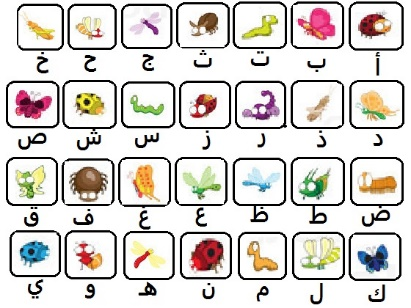 أ ب ت ث ج ح خ
د ذ ر ز س ش ص
ض ط ظ ع غ ف ق
ك ل م ن هـ و ي